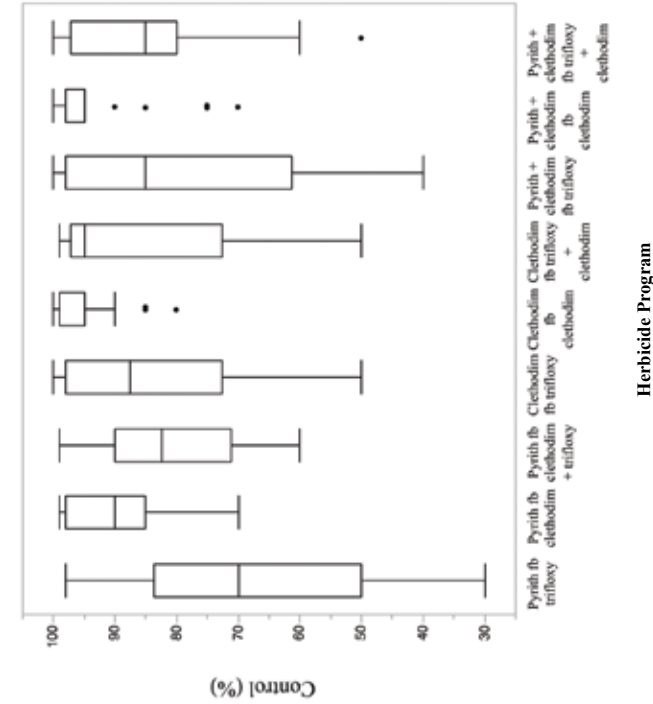 Control (%)
100
90
80
70
60
50
40
30
Pyrith fb
trifloxy
Pyrith fb
clethodim
Pyrith fb
clethodim
+ trifloxy
Clethodim
fb trifloxy
Clethodim
fb
clethodim
Clethodim
fb trifloxy
+
clethodim
Pyrith +
clethodim
fb trifloxy
Pyrith +
clethodim
fb
clethodim
Pyrith +
clethodim
fb trifloxy
+
clethodim
Herbicide Program